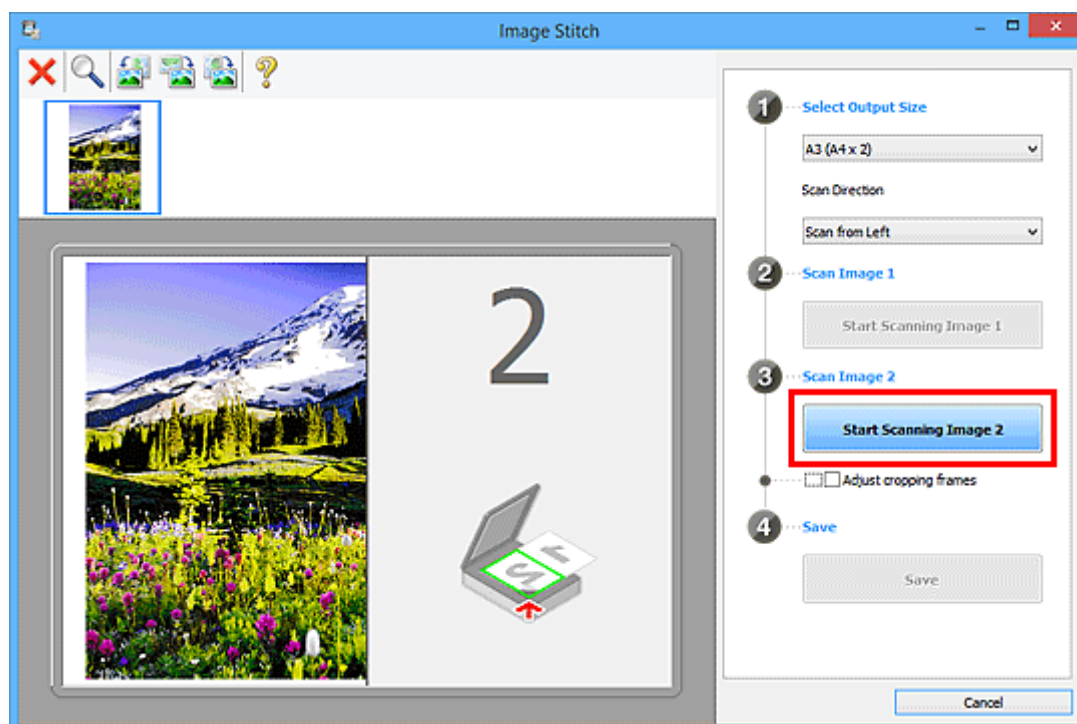 Image Stitch
1 Select Output Size
A3 (A4 x 2)
Scan Direction
Scan from Left
2 Scan Image 1
Start Scanning Image 1
3 Scan Image 2
Start Scanning Image 2
Adjust cropping frames
4 Save
Save
Cancel
2